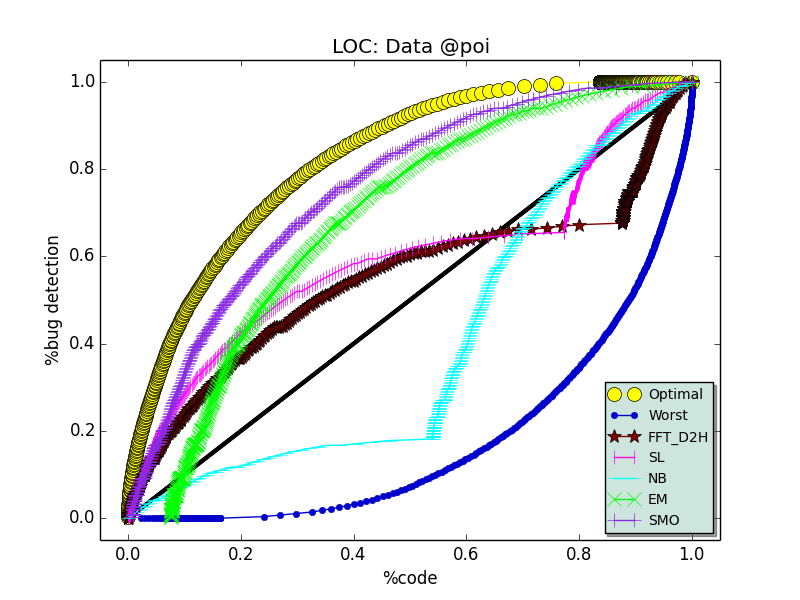 LOC: Data @poi
1.0
0.8
0.6
0.4
0.2
0.0
%bug detection
0.0 0.2 0.4 0.6 0.8 1.0
%code
Optimal
Worst
FFT_D2H
SL
NB
EM
SMO